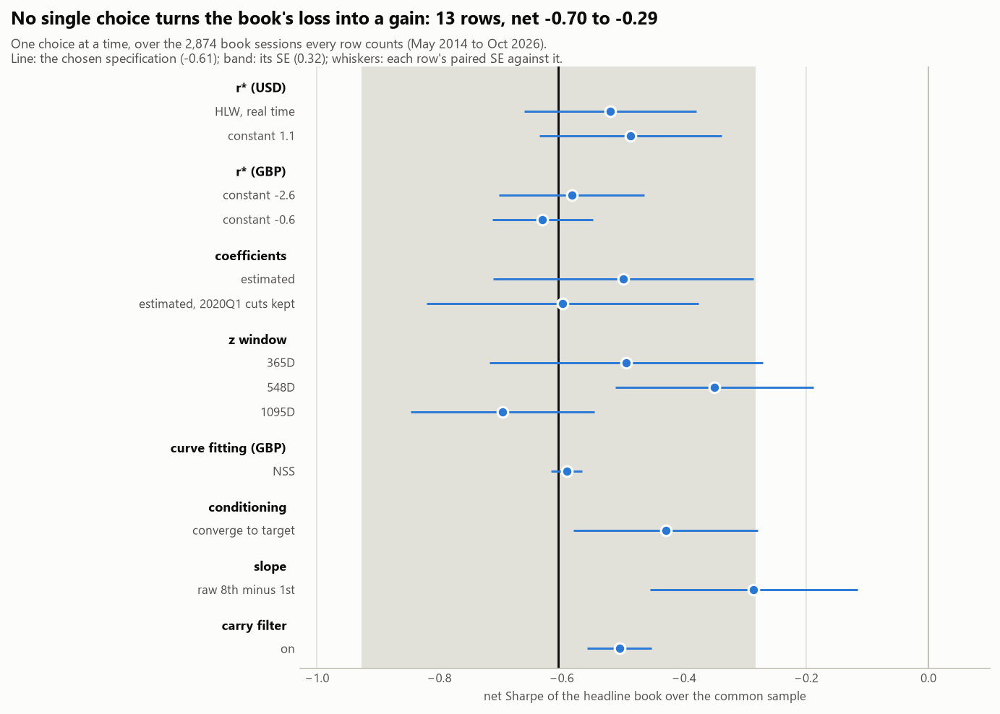 No single choice turns the book's loss into a gain: 13 rows, net -0.70 to -0.29
One choice at a time, over the 2,874 book sessions every row counts (May 2014 to Oct 2026).
Line: the chosen specification (-0.61); band: its SE (0.32); whiskers: each row's paired SE against it.
r* (USD)
HLW, real time
constant 1.1
r* (GBP)
constant -2.6
constant -0.6
coefficients
estimated
estimated, 2020Q1 cuts kept
z window
365D
548D
1095D
curve fitting (GBP)
NSS
conditioning
converge to target
slope
raw 8th minus 1st
carry filter
on
−1.0 −0.8 −0.6 −0.4 −0.2 0.0
net Sharpe of the headline book over the common sample